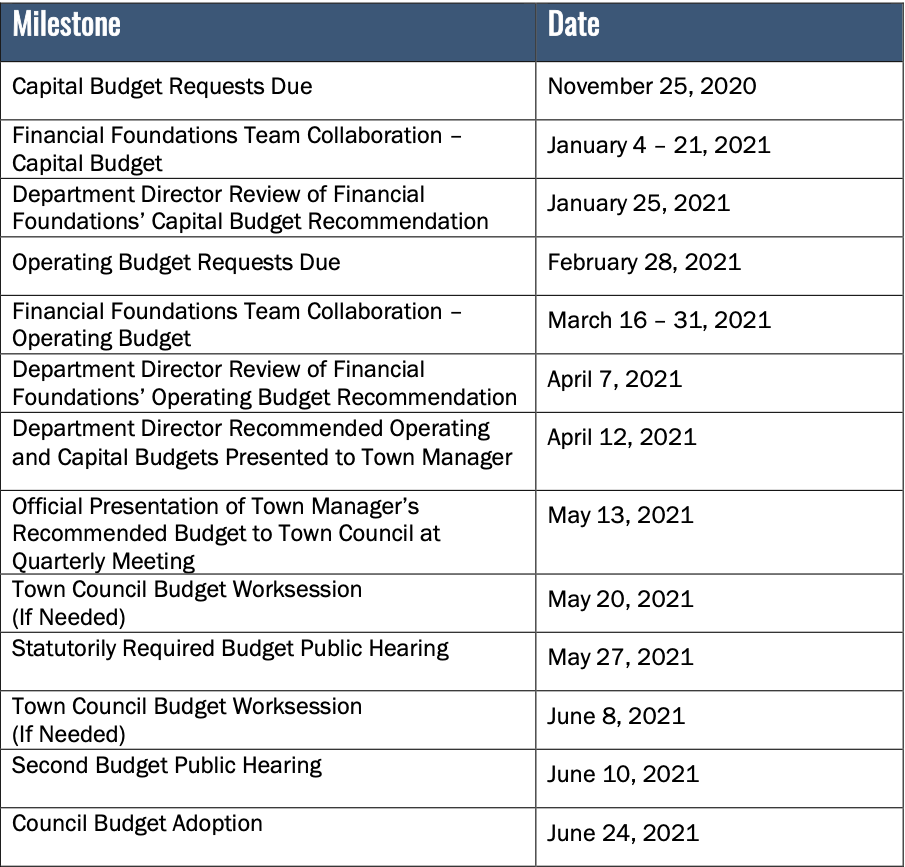 Milestone Date
Capital Budget Requests Due November 25, 2020
Financial Foundations Team Collaboration –
Capital Budget
January 4 – 21, 2021
Department Director Review of Financial
Foundations’ Capital Budget Recommendation
January 25, 2021
Operating Budget Requests Due February 28, 2021
Financial Foundations Team Collaboration –
Operating Budget
March 16 – 31, 2021
Department Director Review of Financial
Foundations’ Operating Budget Recommendation
April 7, 2021
Department Director Recommended Operating
and Capital Budgets Presented to Town Manager
April 12, 2021
Official Presentation of Town Manager’s
Recommended Budget to Town Council at
Quarterly Meeting
May 13, 2021
Town Council Budget Worksession
(If Needed)
May 20, 2021
Statutorily Required Budget Public Hearing
May 27, 2021
Town Council Budget Worksession
(If Needed)
June 8, 2021
Second Budget Public Hearing
June 10, 2021
Council Budget Adoption
June 24, 2021